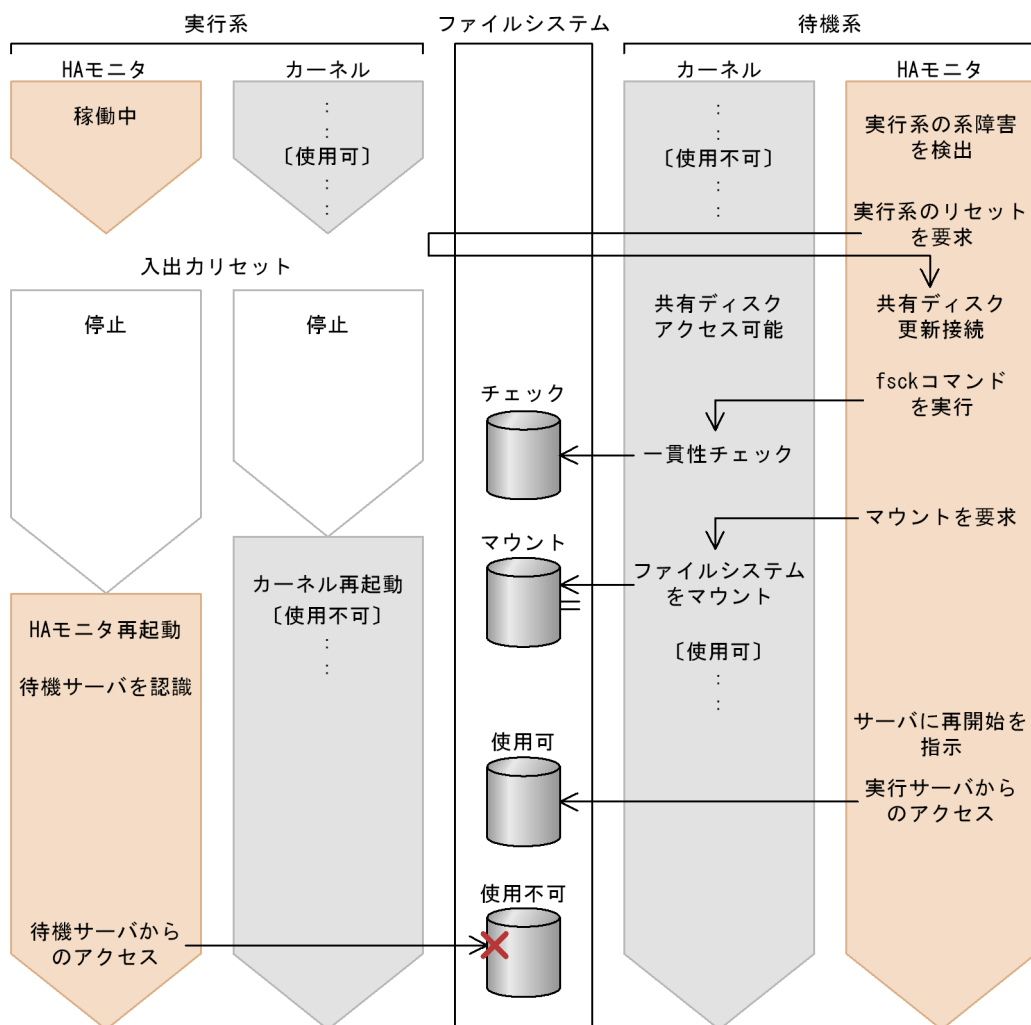 実行系
ファイルシステム
待機系
HAモニタ
カーネル
カーネル
HAモニタ
稼働中
:
:
〔使用可〕
:
:
:
:
〔使用不可〕
:
:
実行系の系障害
を検出
実行系のリセット
を要求
入出力リセット
停止
停止
共有ディスク
アクセス可能
共有ディスク
更新接続
fsckコマンド
を実行
チェック
一貫性チェック
マウントを要求
マウント
ファイルシステム
をマウント
カーネル再起動
〔使用不可〕
:
:
HAモニタ再起動
待機サーバを認識
〔使用可〕
:
:
サーバに再開始を
指示
使用可
実行サーバから
のアクセス
使用不可
待機サーバから
のアクセス